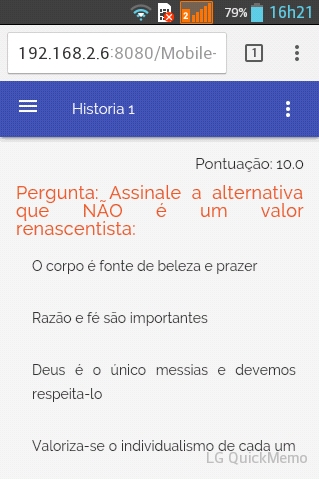 2
79%
16h21
192.168.2.6:8080/Mobile-
1
Historia 1
Pontuação: 10.0
Pergunta: Assinale a alternativa
que NÃO é um valor
renascentista:
O corpo é fonte de beleza e prazer
Razão e fé são importantes
Deus é o único messias e devemos
respeita-lo
Valoriza-se o individualismo de cada um
LG QuickMemo